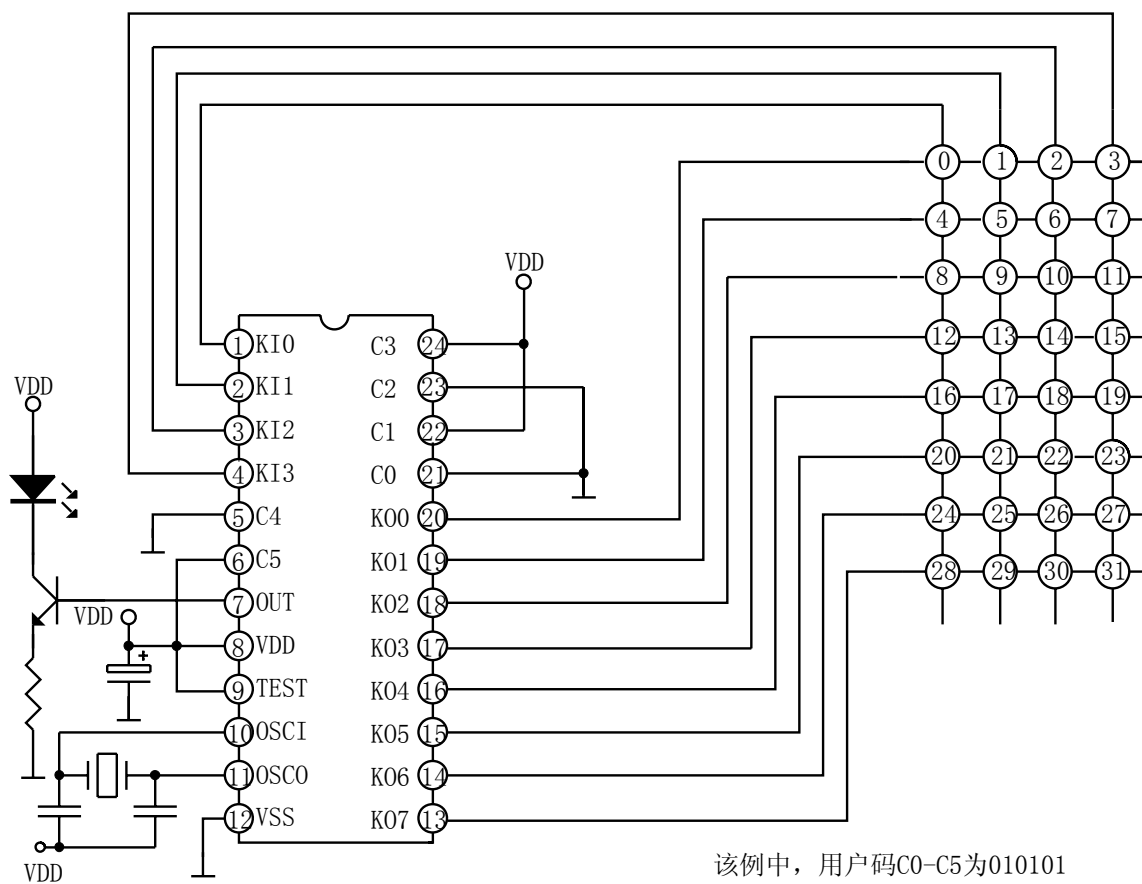 0 1 2 3
4 5 6 7
8 9 10 11
12 13 14 15
16 17 18 19
20 21 22 23
24 25 26 27
28 29 30 31
VDD
VDD
1 KI0 C3 24
2 KI1 C2 23
3 KI2 C1 22
4 KI3 C0 21
5 C4 KO0 20
6 C5 KO1 19
7 OUT KO2 18
VDD
+
8 VDD KO3 17
9 TEST KO4 16
10 OSCI KO5 15
11 OSCO KO6 14
12 VSS KO7 13
VDD
该例中，用户码C0-C5为010101